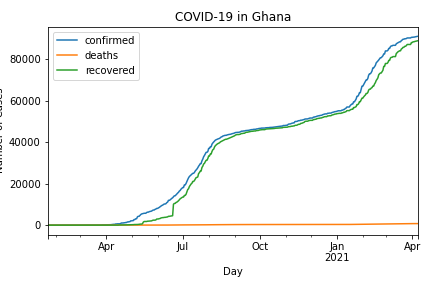 COVID-19 in Ghana
confirmed
deaths
recovered
80000
60000
40000
20000
0
Apr
Jul
Oct
Jan
2021
Apr
Day